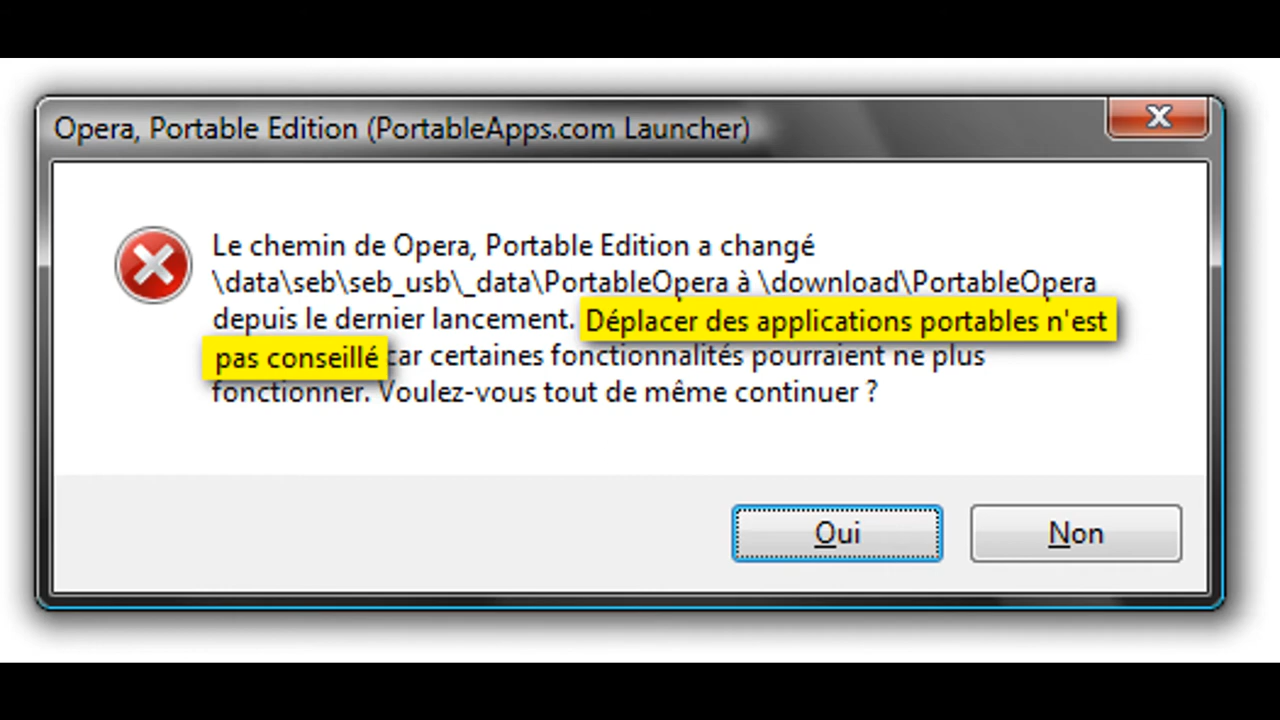 Opera, Portable Edition (PortableApps.com Launcher)
Le chemin de Opera, Portable Edition a changé
\data\seb\seb_usb\_data\PortableOpera à \download\PortableOpera
depuis le dernier lancement. Déplacer des applications portables n'est
pas conseillé car certaines fonctionnalités pourraient ne plus
fonctionner. Voulez-vous tout de même continuer ?
Oui Non